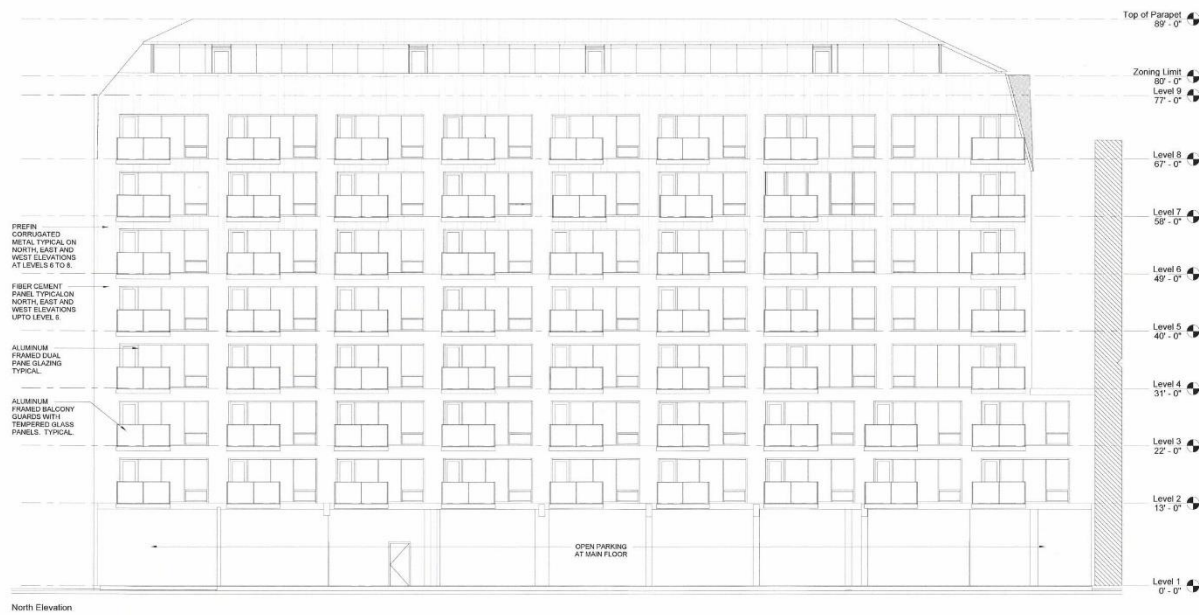 Top of Parapet
89' - 0"
Zoning Limit
80' - 0"
Level 9
77' - 0"
Level 8
67' - 0"
Level 7
58' - 0"
PREFIN
CORRUGATED
METAL TYPICAL ON
NORTH, EAST AND
WEST ELEVATIONS
AT LEVELS 6 TO 8.
Level 6
49' - 0"
FIBER CEMENT
PANEL TYPICALON
NORTH, EAST AND
WEST ELEVATIONS
UPTO LEVEL 6.
Level 5
40' - 0"
ALUMINUM
FRAMED DUAL
PANE GLAZING
TYPICAL.
Level 4
31' - 0"
ALUMINUM
FRAMED BALCONY
GUARDS WITH
TEMPERED GLASS
PANELS. TYPICAL.
Level 3
22' - 0"
Level 2
13' - 0"
OPEN PARKING
AT MAIN FLOOR
Level 1
0' - 0"
North Elevation